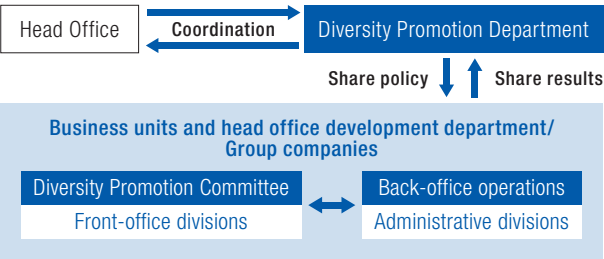 Head Office
Coordination
Diversity Promotion Department
Share policy
Share results
Business units and head office development department/
Group companies
Diversity Promotion Committee
Front-office divisions
Back-office operations
Administrative divisions